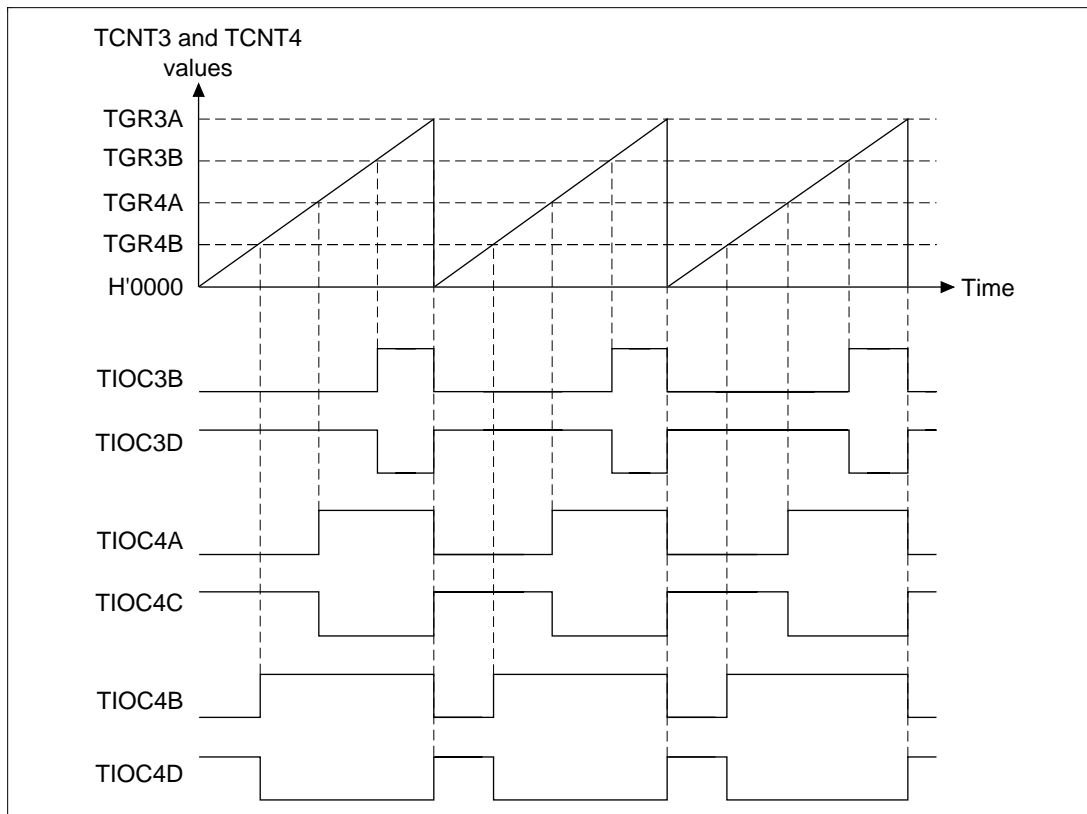 TCNT3 and TCNT4
values
TGR3A
TGR3B
TGR4A
TGR4B
H'0000
Time
TIOC3B
TIOC3D
TIOC4A
TIOC4C
TIOC4B
TIOC4D